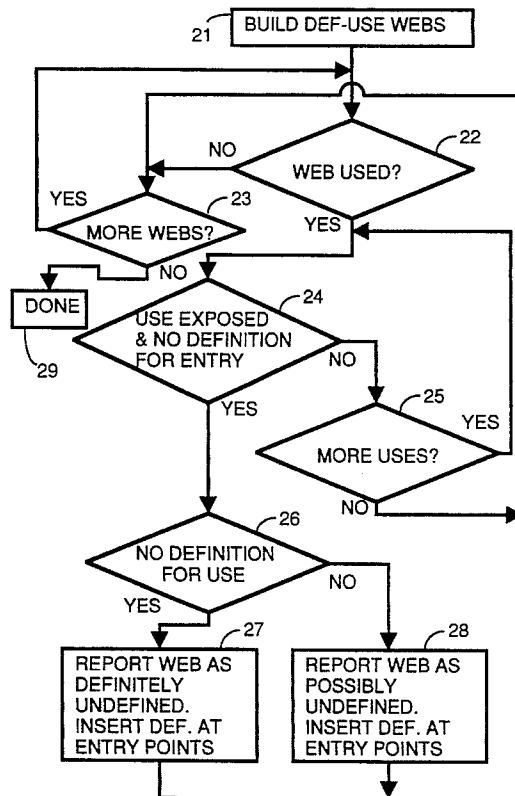 21
BUILD DEF-USE WEBS
22
NO
WEB USED?
YES
23
YES
MORE WEBS?
NO
DONE
29
24
USE EXPOSED
& NO DEFINITION
FOR ENTRY
NO
YES
25
YES
MORE USES?
NO
26
NO DEFINITION
FOR USE
NO
YES
27
REPORT WEB AS
DEFINITELY
UNDEFINED.
INSERT DEF. AT
ENTRY POINTS
28
REPORT WEB AS
POSSIBLY
UNDEFINED.
INSERT DEF. AT
ENTRY POINTS